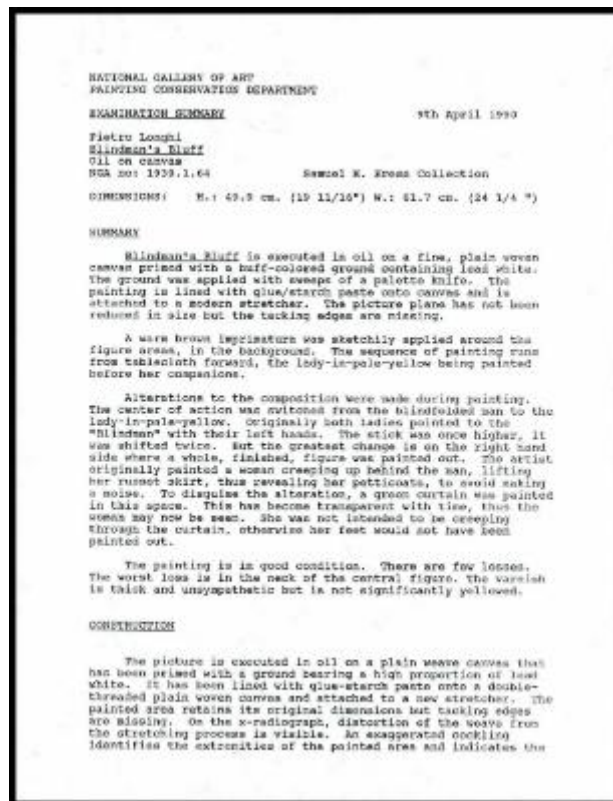 NATIONAL GALLERY OF ART
PAINTING CONSERVATION DEPARTMENT
EXAMINATION SUMMARY 9th April 1990
Pietro Longhi
Blindman's Bluff
Oil on canvas
NGA no: 1939.1.64 Samuel H. Kress Collection
DIMENSIONS: H.: 49.9 cm. (19 11/16") W.: 61.7 cm. (24 1/4 ")
SUMMARY
Blindman's Bluff is executed in oil on a fine, plain woven
canvas primed with a buff-colored ground containing lead white.
The ground was applied with sweeps of a palette knife. The
painting is lined with glue/starch paste onto canvas and is
attached to a modern stretcher. The picture plane has not been
reduced in size but the tacking edges are missing.
A warm brown imprimatura was sketchily applied around the
figure areas, in the background. The sequence of painting runs
from tablecloth forward, the lady-in-pale-yellow being painted
before her companions.
Alterations to the composition were made during painting.
The center of action was switched from the blindfolded man to the
lady-in-pale-yellow. Originally both ladies pointed to the
"Blindman" with their left hands. The stick was once higher, it
was shifted twice. But the greatest change is on the right hand
side where a whole, finished, figure was painted out. The artist
originally painted a woman creeping up behind the man, lifting
her russet skirt, thus revealing her petticoats, to avoid making
a noise. To disguise the alteration, a green curtain was painted
in this space. This has become transparent with time, thus the
woman may now be seen. She was not intended to be creeping
through the curtain, otherwise her feet would not have been
painted out.
The painting is in good condition. There are few losses.
The worst loss is in the neck of the central figure. The varnish
is thick and unsympathetic but is not significantly yellowed.
CONSTRUCTION
The picture is executed in oil on a plain weave canvas that
has been primed with a ground bearing a high proportion of lead
white. It has been lined with glue-starch paste onto a double-
threaded plain woven canvas and attached to a new stretcher. The
painted area retains its original dimensions but tacking edges
are missing. On the x-radiograph, distortion of the weave from
the stretching process is visible. An exaggerated cockling
identifies the extremities of the painted area and indicates the